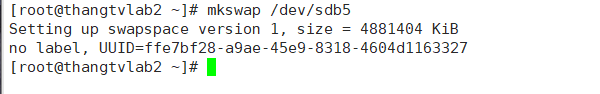 [root@thangtvlab2 ~]# mkswap /dev/sdb5
Setting up swapspace version 1, size = 4881404 KiB
no label, UUID=ffe7bf28-a9ae-45e9-8318-4604d1163327
[root@thangtvlab2 ~]#